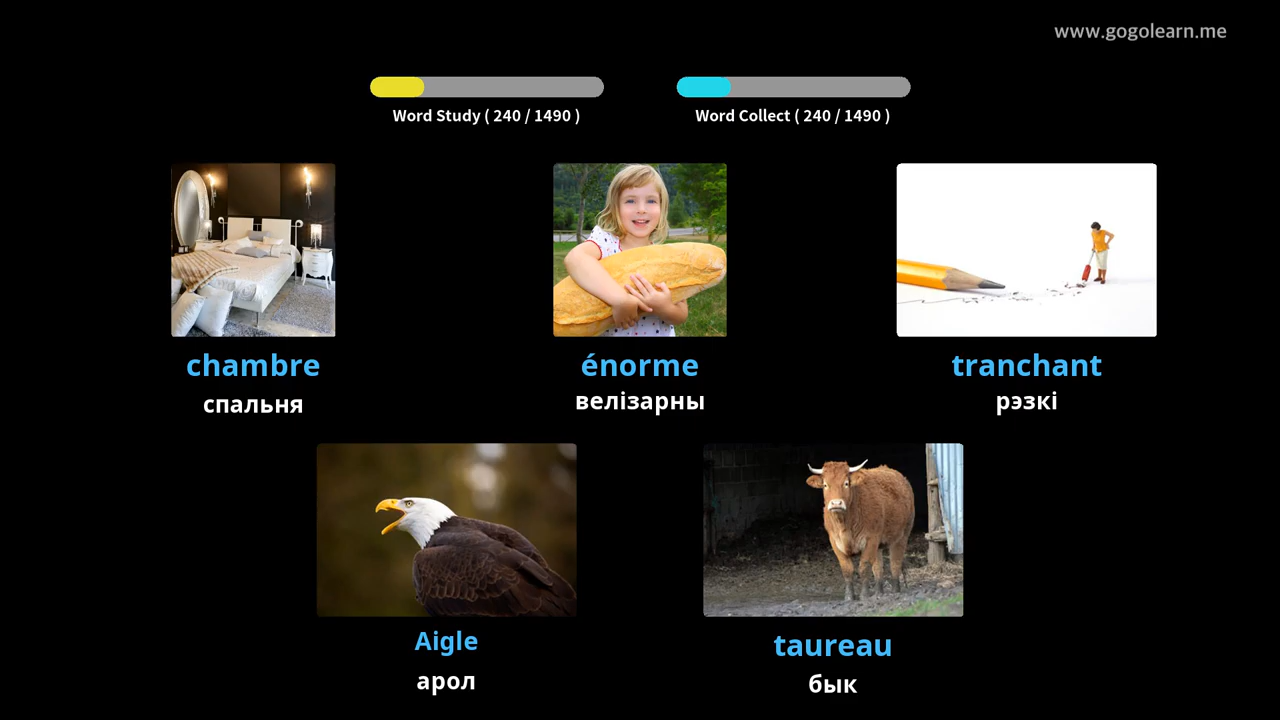 www.gogolearn.me
Word Study ( 240 / 1490 )
Word Collect ( 240 / 1490 )
chambre
спальня
énorme
велізарны
tranchant
рэзкі
Aigle
арол
taureau
бык